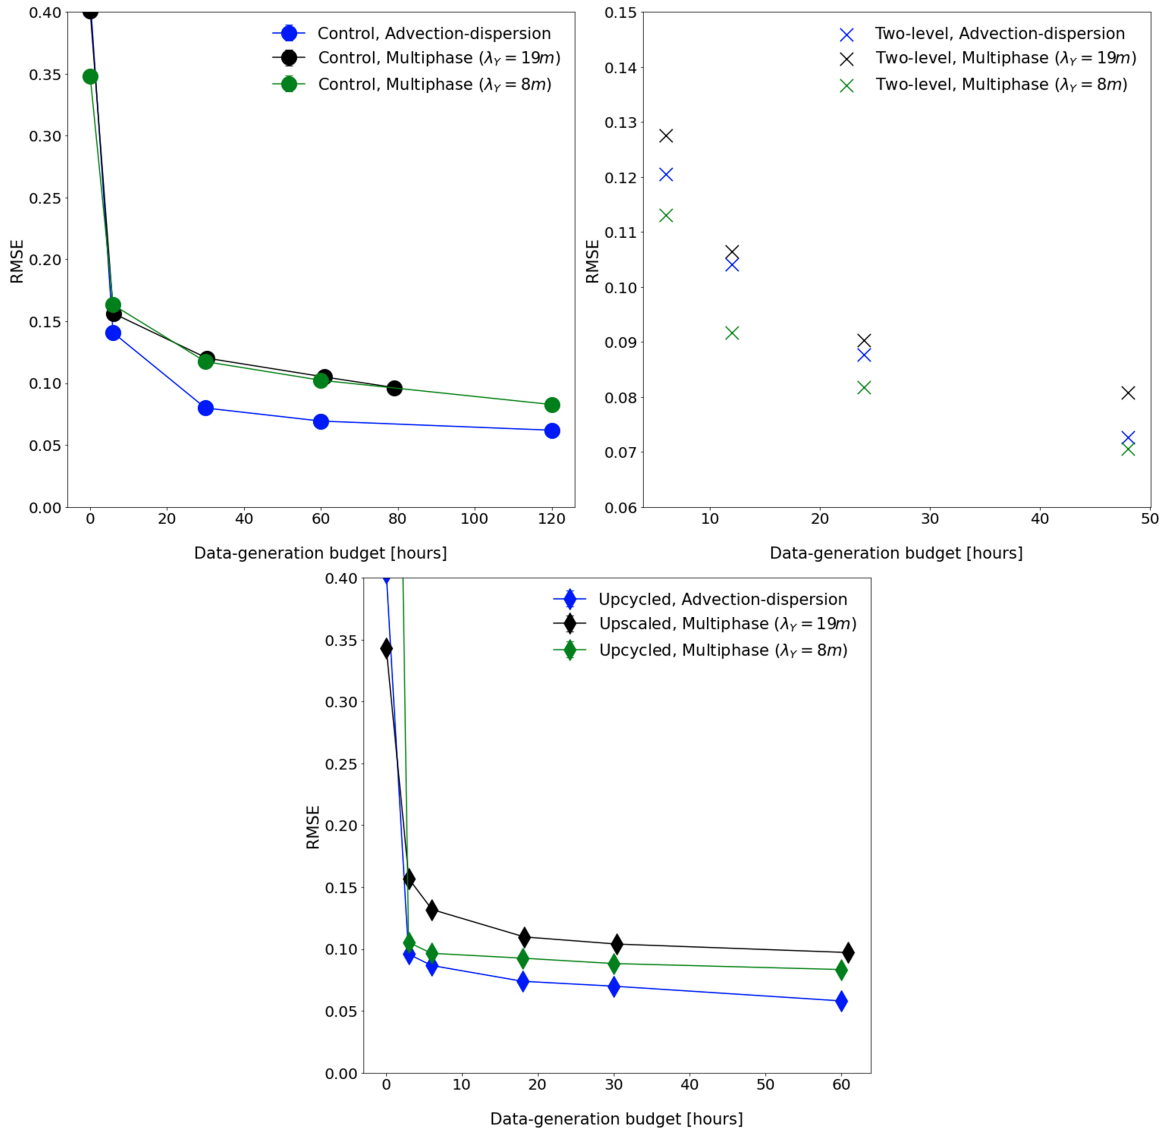 0.40
0.35
0.30
0.25
0.20
0.15
0.10
0.05
0.00
RMSE
Control, Advection-dispersion
Control, Multiphase (λ_Y = 19m)
Control, Multiphase (λ_Y = 8m)
0 20 40 60 80 100 120
Data-generation budget [hours]
0.15
0.14
0.13
0.12
0.11
0.10
0.09
0.08
0.07
0.06
RMSE
Two-level, Advection-dispersion
Two-level, Multiphase (λ_Y = 19m)
Two-level, Multiphase (λ_Y = 8m)
10 20 30 40 50
Data-generation budget [hours]
0.40
0.35
0.30
0.25
0.20
0.15
0.10
0.05
0.00
RMSE
Upcycled, Advection-dispersion
Upscaled, Multiphase (λ_Y = 19m)
Upcycled, Multiphase (λ_Y = 8m)
0 10 20 30 40 50 60
Data-generation budget [hours]